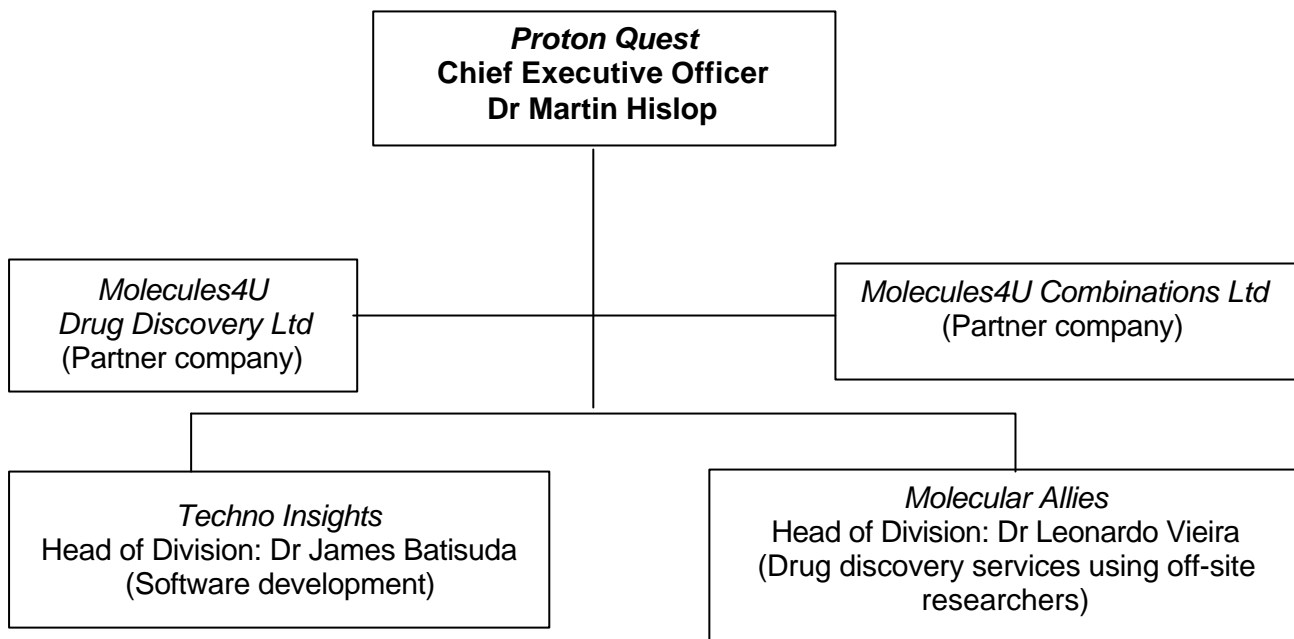 Proton Quest
Chief Executive Officer
Dr Martin Hislop
Molecules4U
Drug Discovery Ltd
(Partner company)
Molecules4U Combinations Ltd
(Partner company)
Techno Insights
Head of Division: Dr James Batisuda
(Software development)
Molecular Allies
Head of Division: Dr Leonardo Vieira
(Drug discovery services using off-site
researchers)